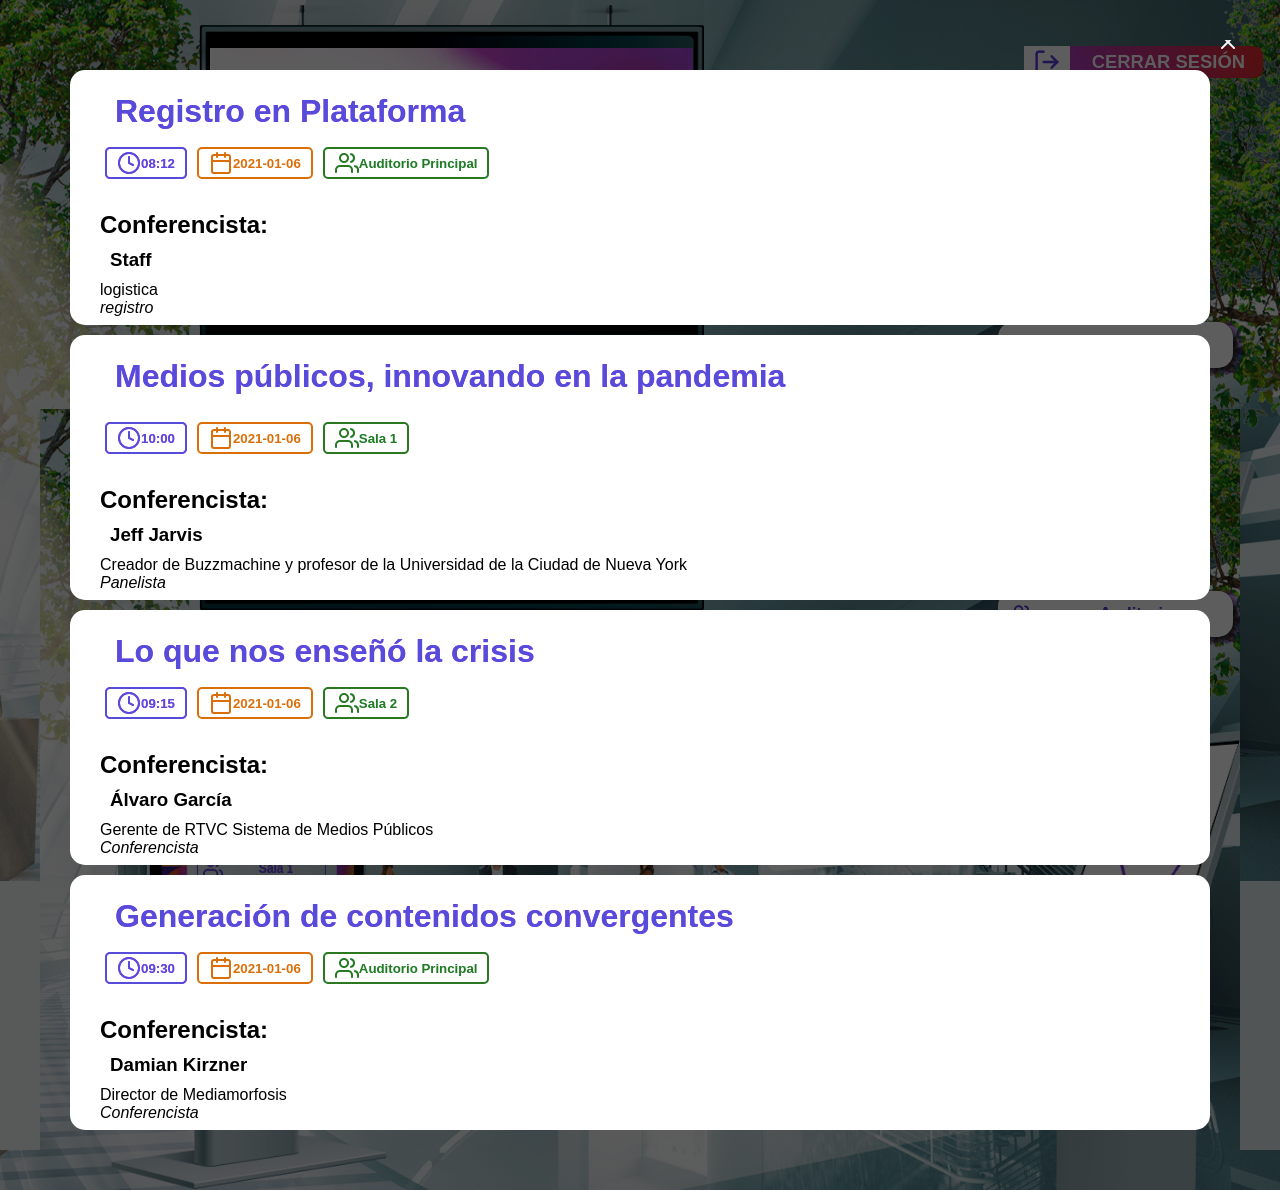 CERRAR SESIÓN
Registro en Plataforma
08:12 2021-01-06 Auditorio Principal
Conferencista:
Staff
logistica
registro
Medios públicos, innovando en la pandemia
10:00 2021-01-06 Sala 1
Conferencista:
Jeff Jarvis
Creador de Buzzmachine y profesor de la Universidad de la Ciudad de Nueva York
Panelista
Lo que nos enseñó la crisis
09:15 2021-01-06 Sala 2
Conferencista:
Álvaro García
Gerente de RTVC Sistema de Medios Públicos
Conferencista
Sala 1
Generación de contenidos convergentes
09:30 2021-01-06 Auditorio Principal
Conferencista:
Damian Kirzner
Director de Mediamorfosis
Conferencista